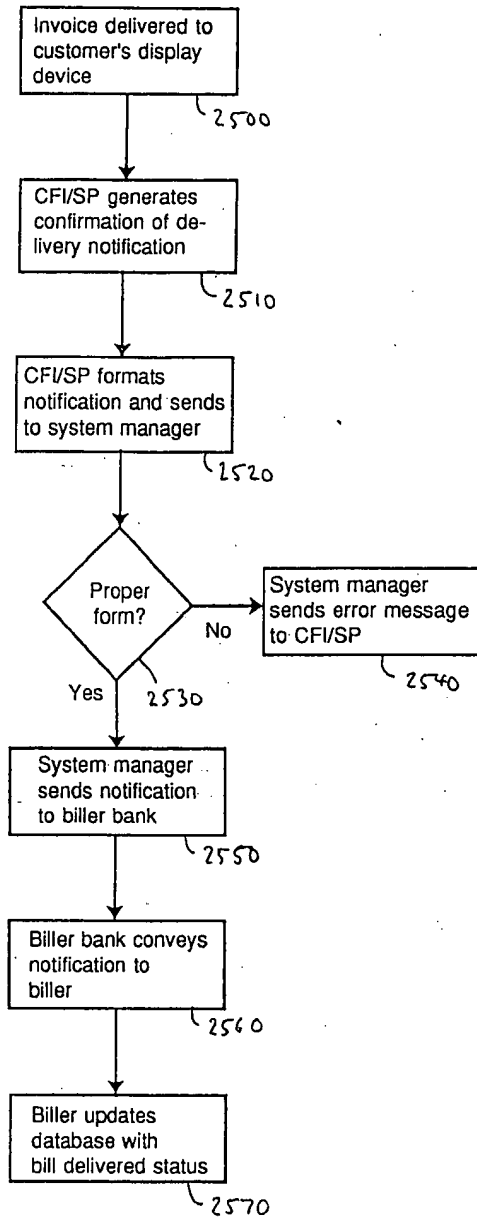 Invoice delivered to
customer's display
device
2500
CFI/SP generates
confirmation of de-
livery notification
2510
CFI/SP formats
notification and sends
to system manager
2520
Proper
form?
No
System manager
sends error message
to CFI/SP
2540
Yes
2530
System manager
sends notification
to biller bank
2550
Biller bank conveys
notification to
biller
2560
Biller updates
database with
bill delivered status
2570